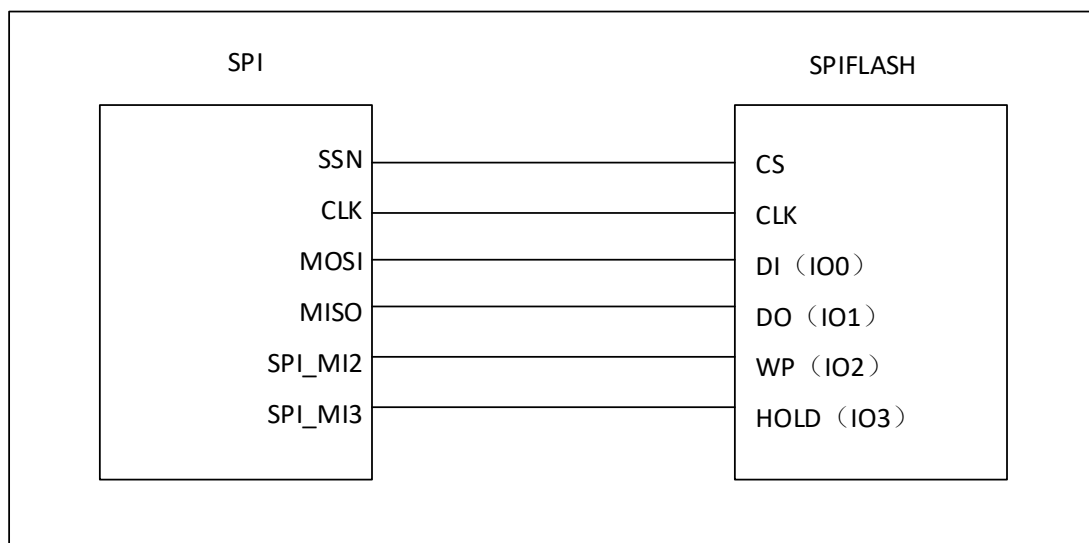 SPI
SPIFLASH
SSN
CS
CLK
CLK
MOSI
DI（IO0）
MISO
DO（IO1）
SPI_MI2
WP（IO2）
SPI_MI3
HOLD（IO3）